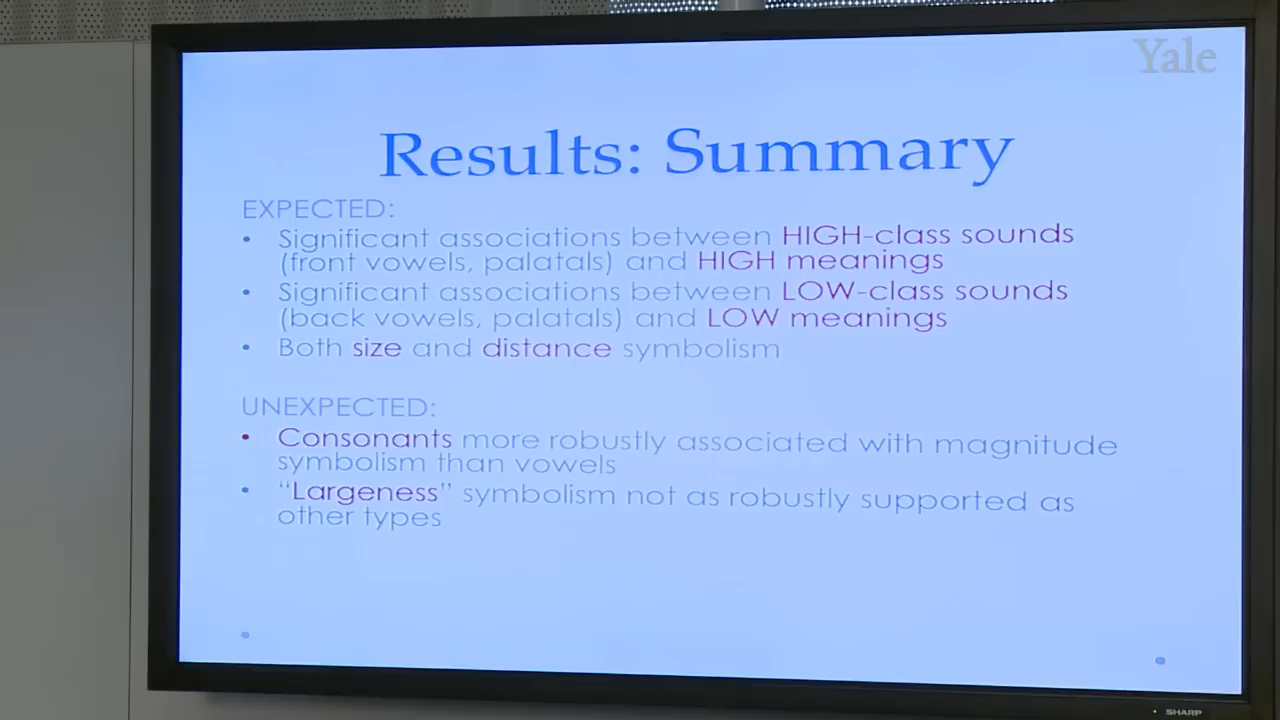 Yale
Results: Summary
EXPECTED:
• Significant associations between HIGH-class sounds
(front vowels, palatals) and HIGH meanings
• Significant associations between LOW-class sounds
(back vowels, palatals) and LOW meanings
• Both size and distance symbolism
UNEXPECTED:
• Consonants more robustly associated with magnitude
symbolism than vowels
• "Largeness" symbolism not as robustly supported as
other types
SHARP